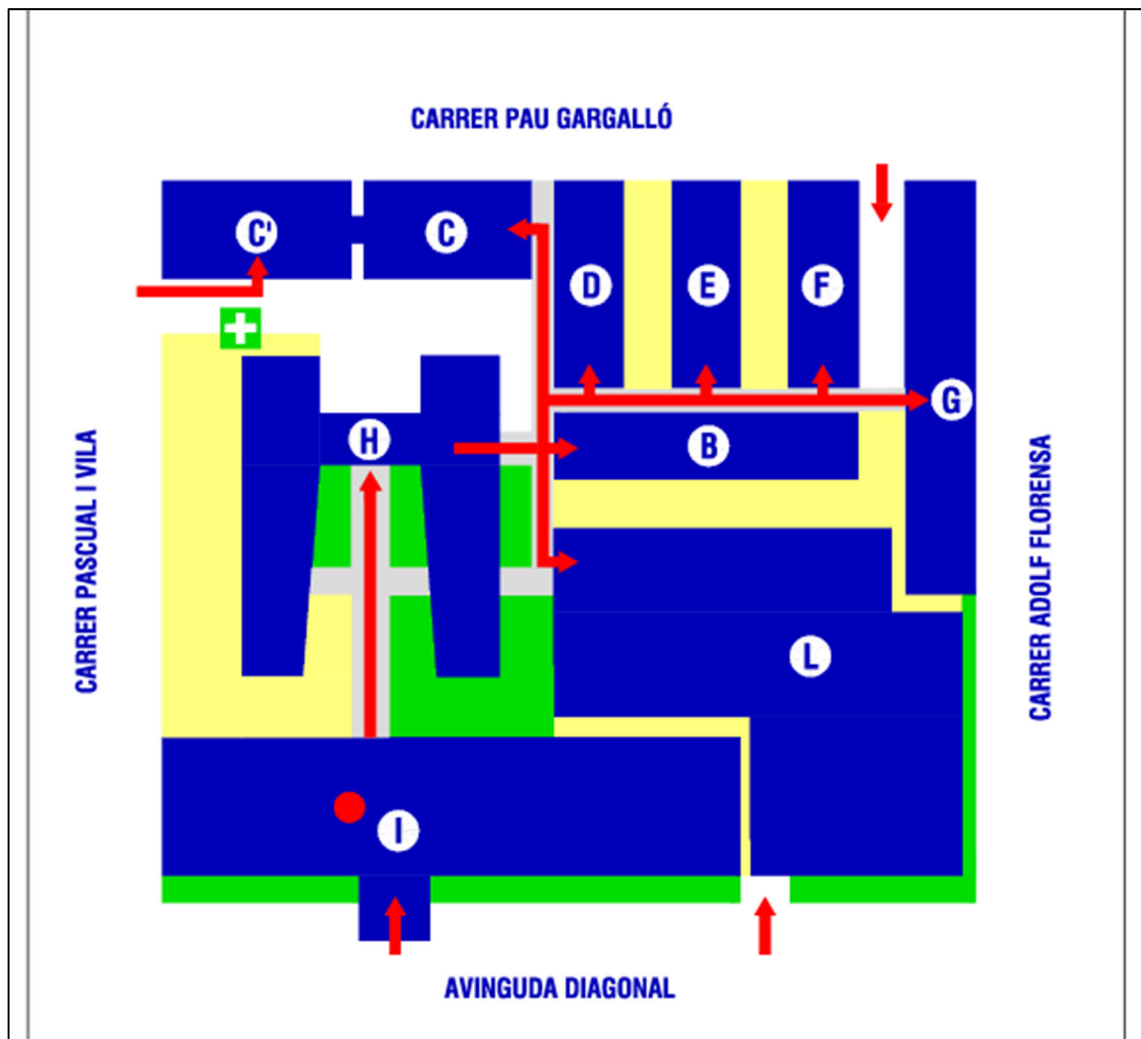 CARRER PAU GARGALLÓ
C'
C
D
E
F
G
H
B
CARRER PASCUAL I VILA
CARRER ADOLF FLORENSA
L
I
AVINGUDA DIAGONAL